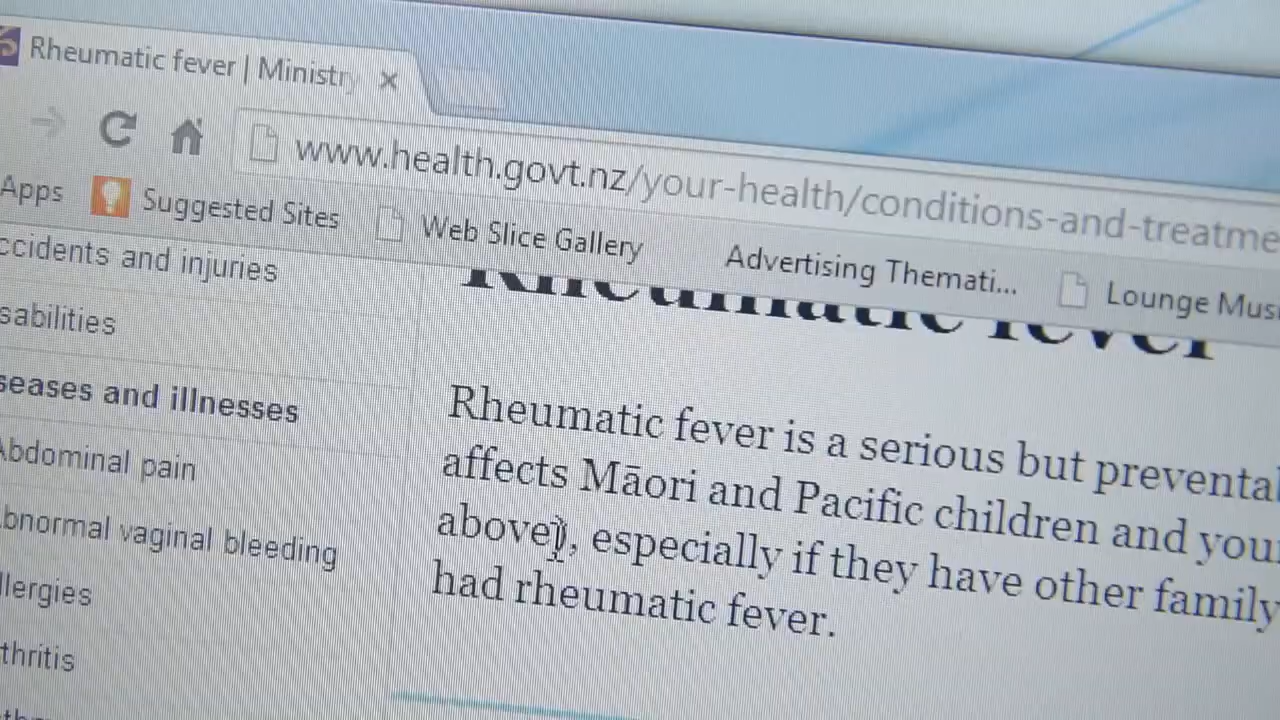 Rheumatic fever | Ministry
www.health.govt.nz/your-health/conditions-and-treatme
Apps Suggested Sites Web Slice Gallery Advertising Themati... Lounge Mus
ccidents and injuries
sabilities
seases and illnesses
Abdominal pain
bnormal vaginal bleeding
llergies
thritis
Rheumatic fever
Rheumatic fever is a serious but preventa
affects Māori and Pacific children and you
above), especially if they have other family
had rheumatic fever.